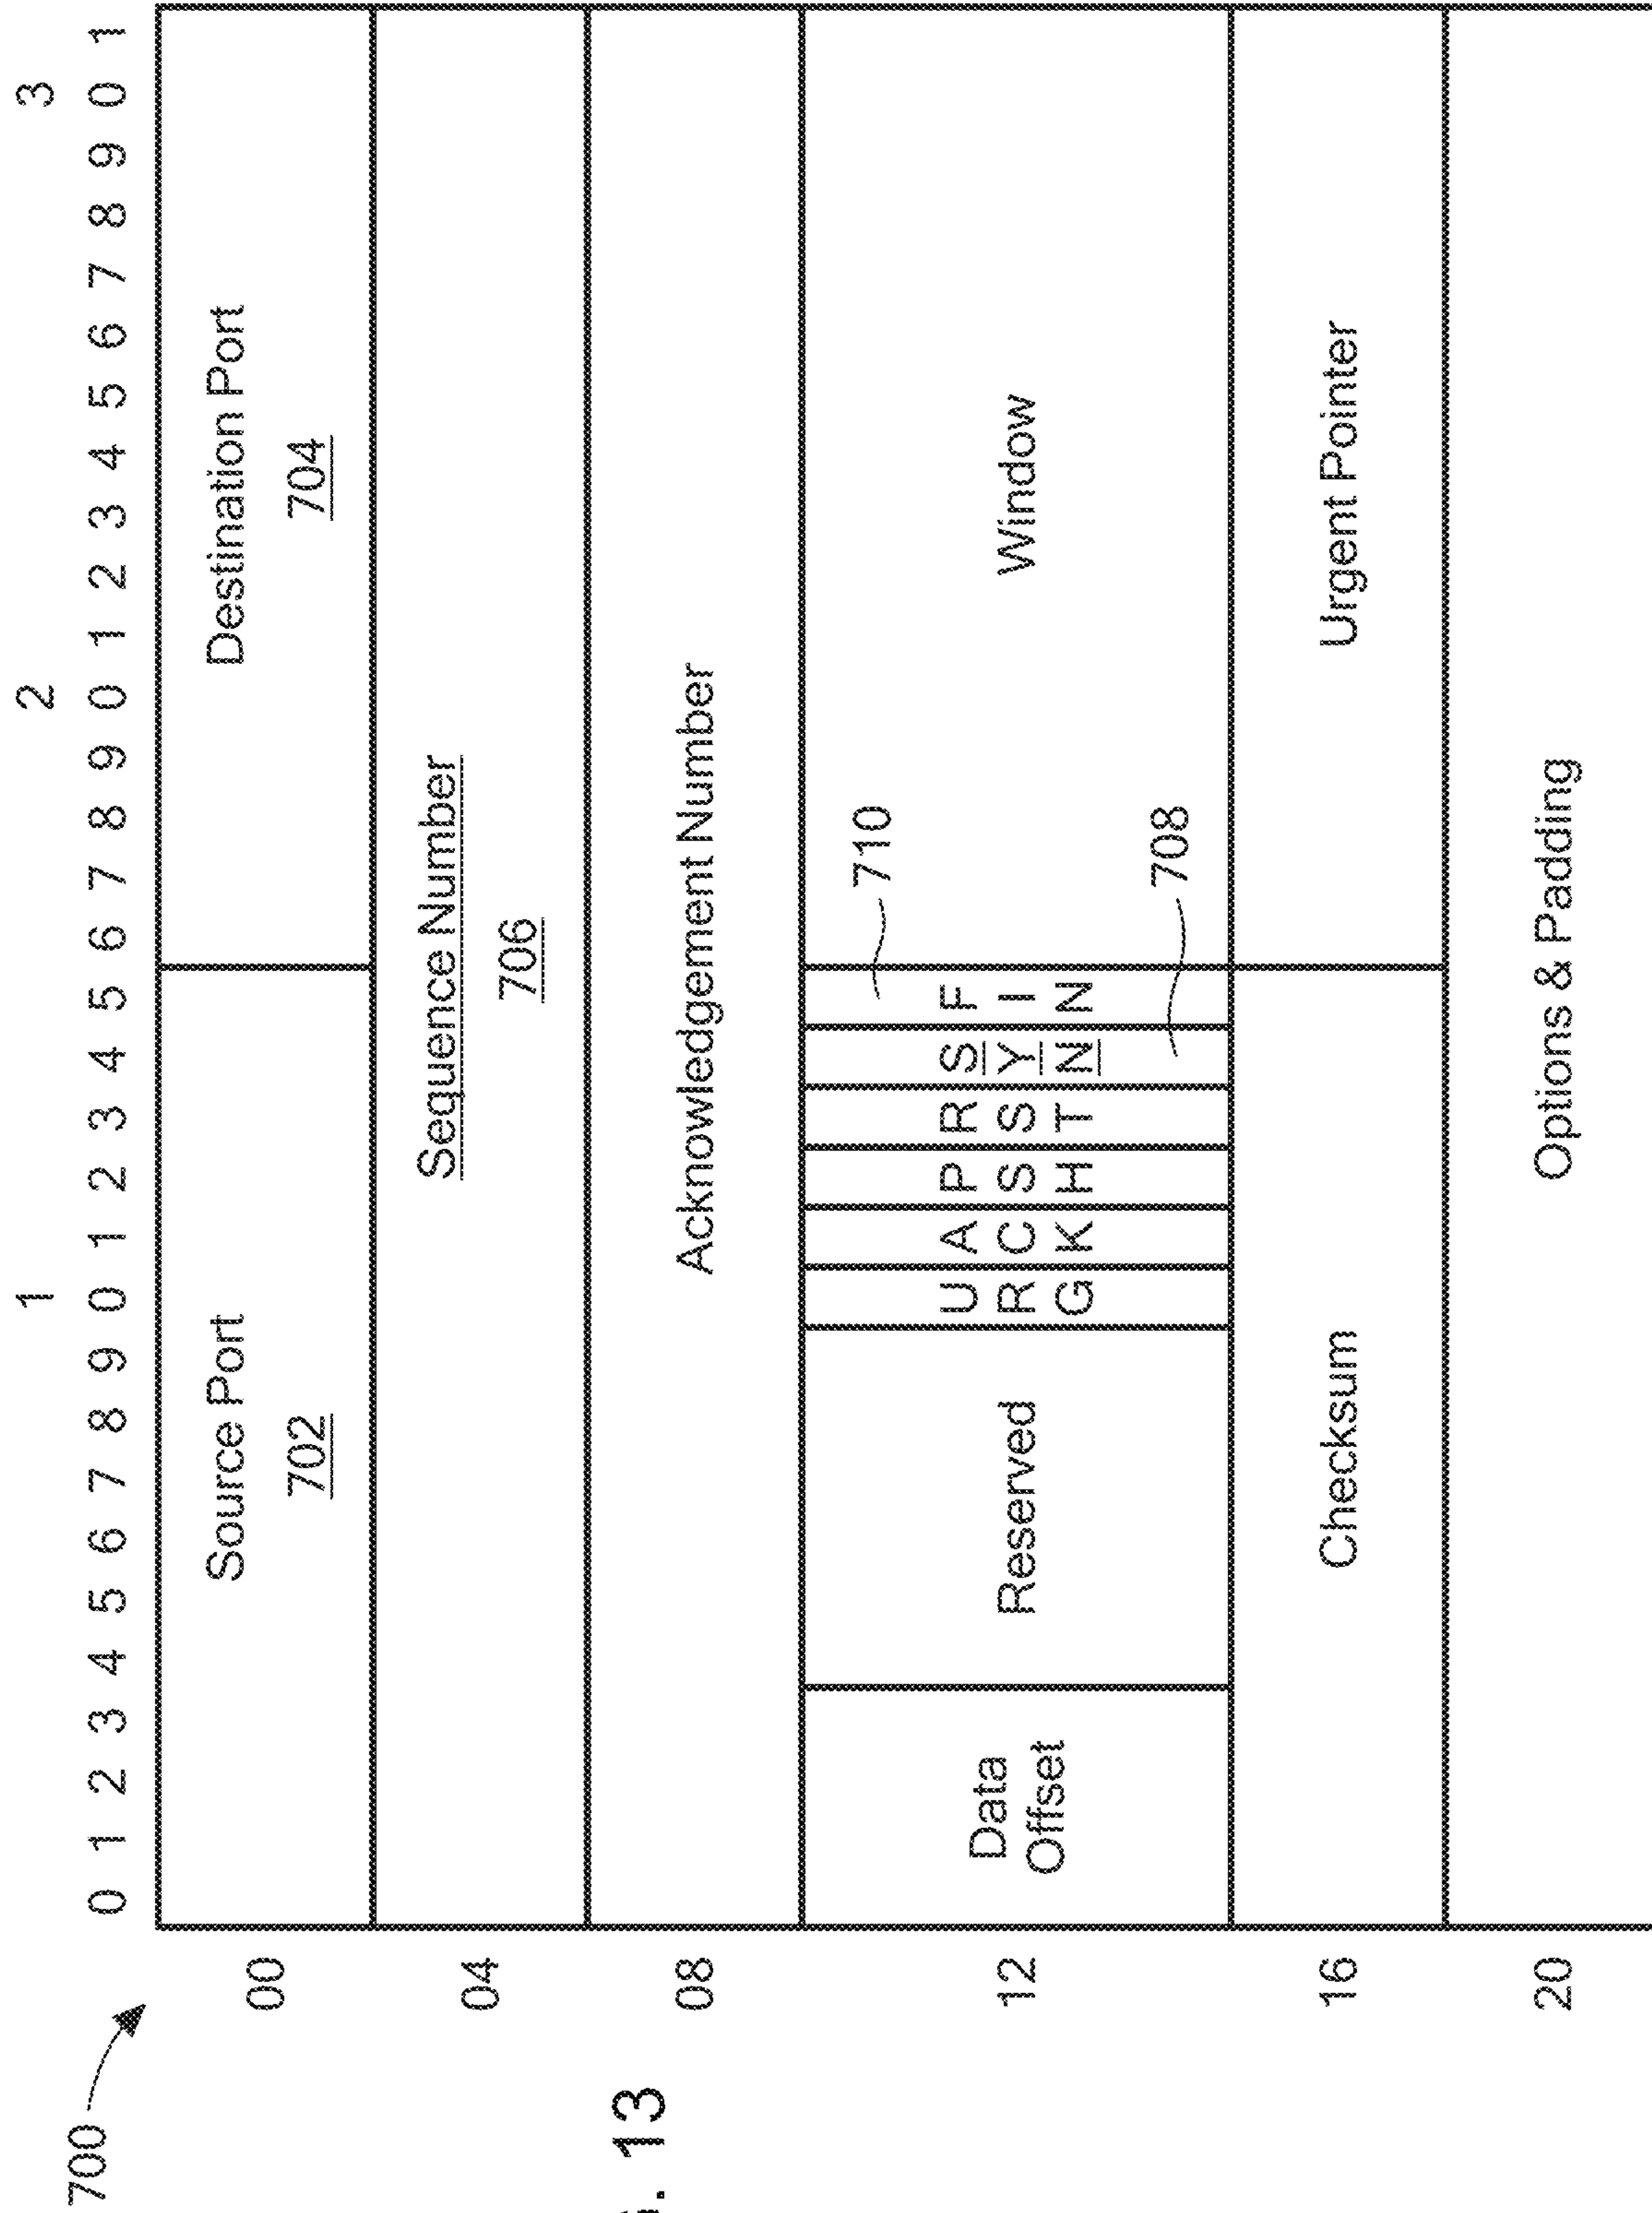 700
1 2 3
0 1 2 3 4 5 6 7 8 9 0 1 2 3 4 5 6 7 8 9 0 1 2 3 4 5 6 7 8 9 0 1
00
Source Port
702
Destination Port
704
04
Sequence Number
706
08
Acknowledgement Number
12
Data
Offset
Reserved
U A P R S F
R C S S Y I
G K H T N N
710
708
Window
16
Checksum
Urgent Pointer
20
Options & Padding
13